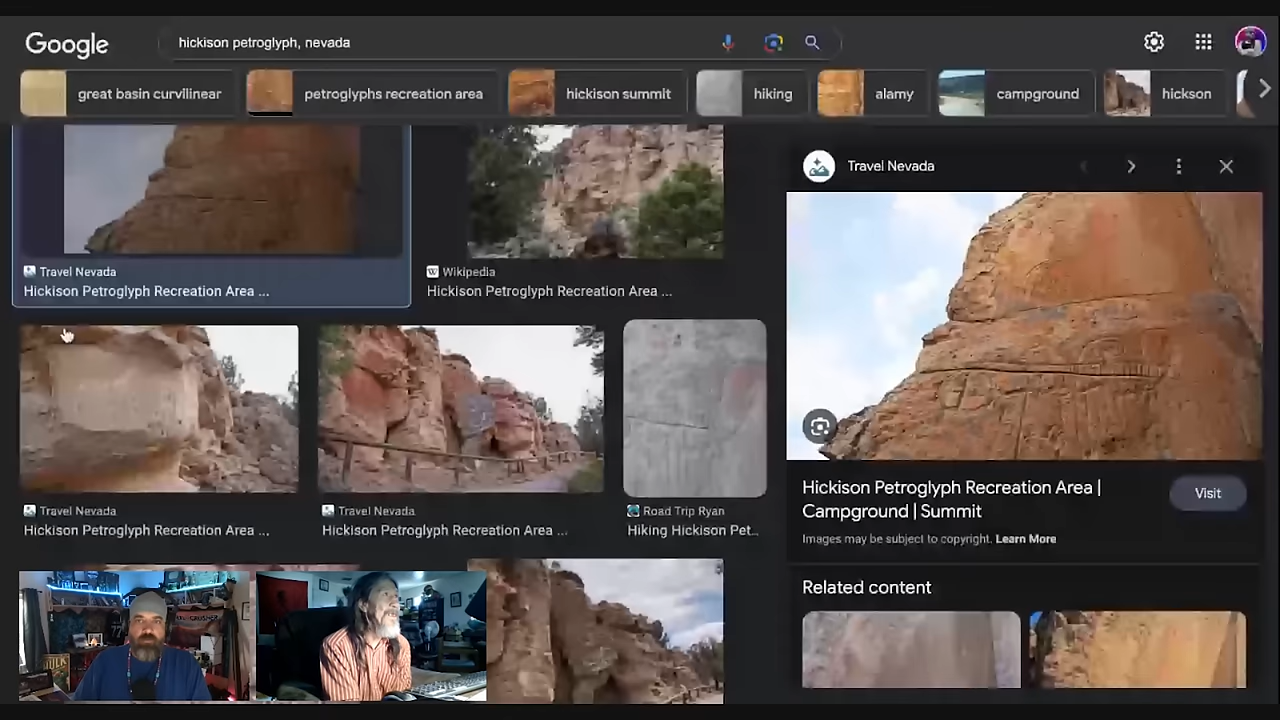 Google
hickison petroglyph, nevada
great basin curvilinear
petroglyphs recreation area
hickison summit
hiking
alamy
campground
hickson
Travel Nevada
Travel Nevada
Hickison Petroglyph Recreation Area ...
Wikipedia
Hickison Petroglyph Recreation Area ...
Travel Nevada
Hickison Petroglyph Recreation Area ...
Travel Nevada
Hickison Petroglyph Recreation Area ...
Road Trip Ryan
Hiking Hickison Pet...
Hickison Petroglyph Recreation Area |
Campground | Summit
Visit
Images may be subject to copyright. Learn More
Related content